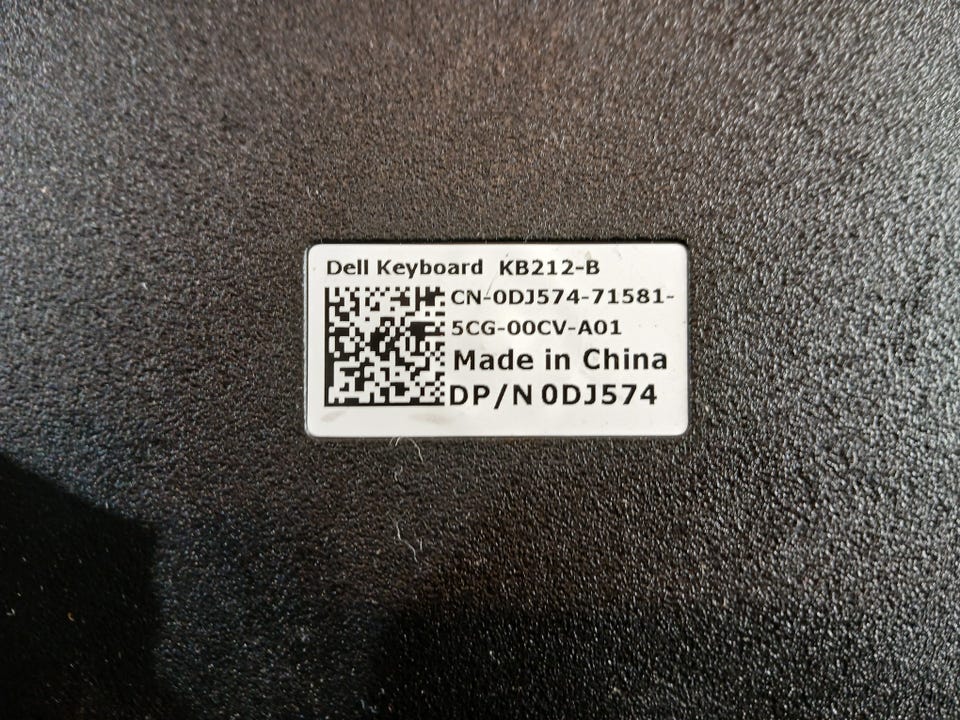 Dell Keyboard KB212-B
CN-0DJ574-71581-
5CG-00CV-A01
Made in China
DP/N 0DJ574